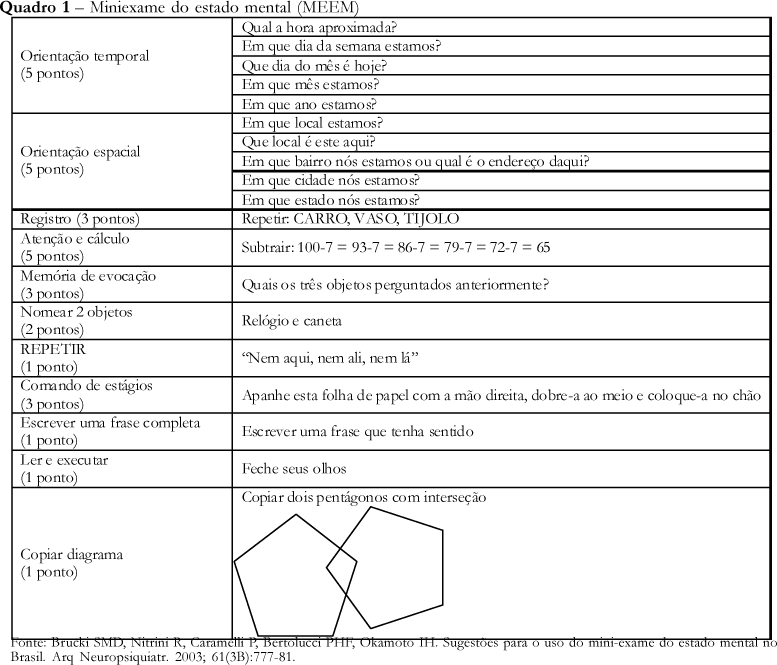 Quadro 1 – Miniexame do estado mental (MEEM)
Orientação temporal
(5 pontos)
Qual a hora aproximada?
Em que dia da semana estamos?
Que dia do mês é hoje?
Em que mês estamos?
Em que ano estamos?
Orientação espacial
(5 pontos)
Em que local estamos?
Que local é este aqui?
Em que bairro nós estamos ou qual é o endereço daqui?
Em que cidade nós estamos?
Em que estado nós estamos?
Registro (3 pontos)
Repetir: CARRO, VASO, TIJOLO
Atenção e cálculo
(5 pontos)
Subtrair: 100-7 = 93-7 = 86-7 = 79-7 = 72-7 = 65
Memória de evocação
(3 pontos)
Quais os três objetos perguntados anteriormente?
Nomear 2 objetos
(2 pontos)
Relógio e caneta
REPETIR
(1 ponto)
“Nem aqui, nem ali, nem lá”
Comando de estágios
(3 pontos)
Apanhe esta folha de papel com a mão direita, dobre-a ao meio e coloque-a no chão
Escrever uma frase completa
(1 ponto)
Escrever uma frase que tenha sentido
Ler e executar
(1 ponto)
Feche seus olhos
Copiar diagrama
(1 ponto)
Copiar dois pentágonos com interseção
Fonte: Brucki SMD, Nitrini R, Caramelli P, Bertolucci PHF, Okamoto IH. Sugestões para o uso do mini-exame do estado mental no
Brasil. Arq Neuropsiquiatr. 2003; 61(3B):777-81.